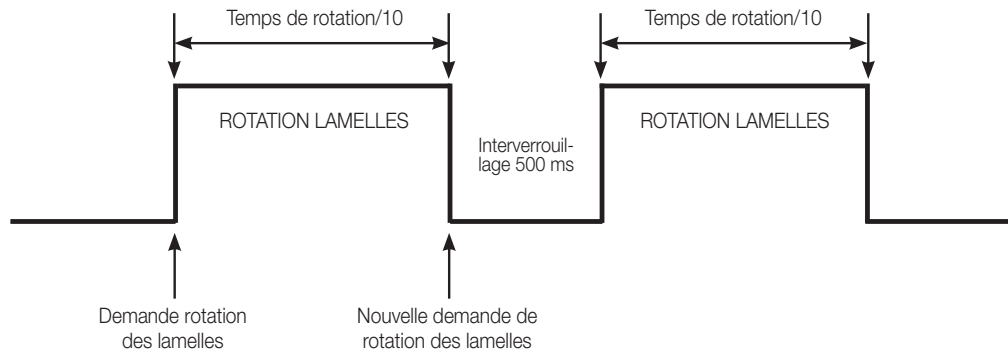 Temps de rotation/10
Temps de rotation/10
ROTATION LAMELLES
ROTATION LAMELLES
Interverrouil-
lage 500 ms
Demande rotation
des lamelles
Nouvelle demande de
rotation des lamelles